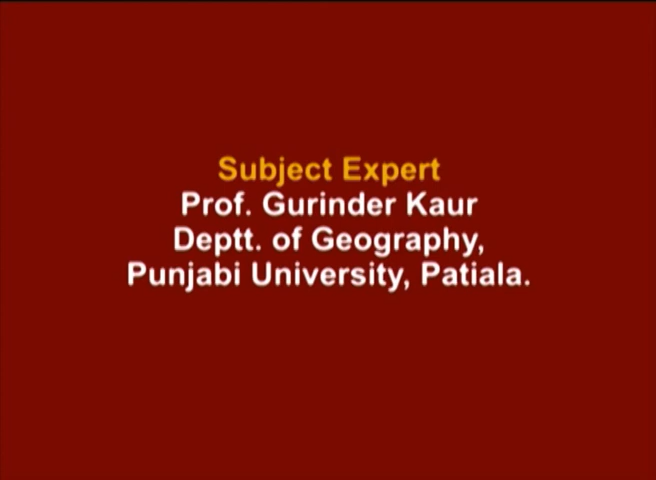 Subject Expert
Prof. Gurinder Kaur
Deptt. of Geography,
Punjabi University, Patiala.